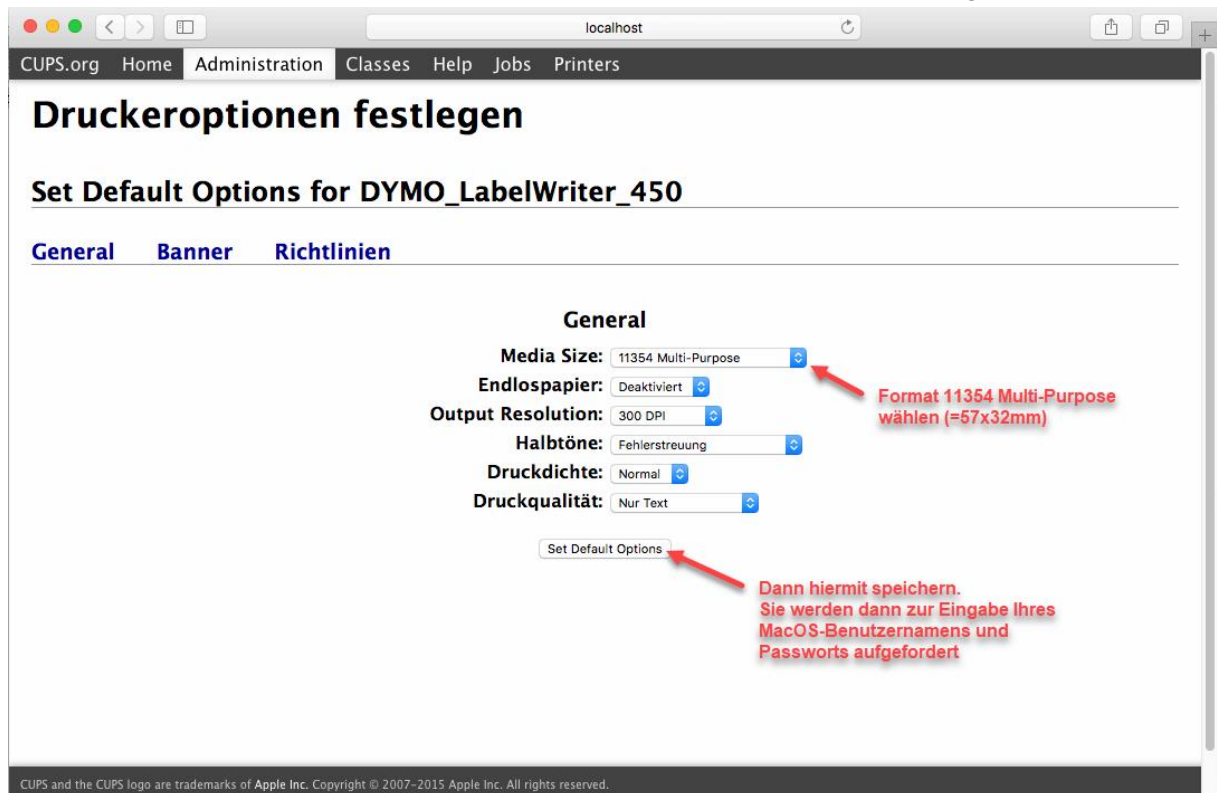 localhost
CUPS.org Home Administration Classes Help Jobs Printers
Druckeroptionen festlegen
Set Default Options for DYMO_LabelWriter_450
General Banner Richtlinien
General
Media Size: 11354 Multi-Purpose
Endlospapier: Deaktiviert
Output Resolution: 300 DPI
Halbtöne: Fehlerstreuung
Druckdichte: Normal
Druckqualität: Nur Text
Format 11354 Multi-Purpose
wählen (=57x32mm)
Set Default Options
Dann hiermit speichern.
Sie werden dann zur Eingabe Ihres
MacOS-Benutzernamens und
Passworts aufgefordert
CUPS and the CUPS logo are trademarks of Apple Inc. Copyright © 2007-2015 Apple Inc. All rights reserved.